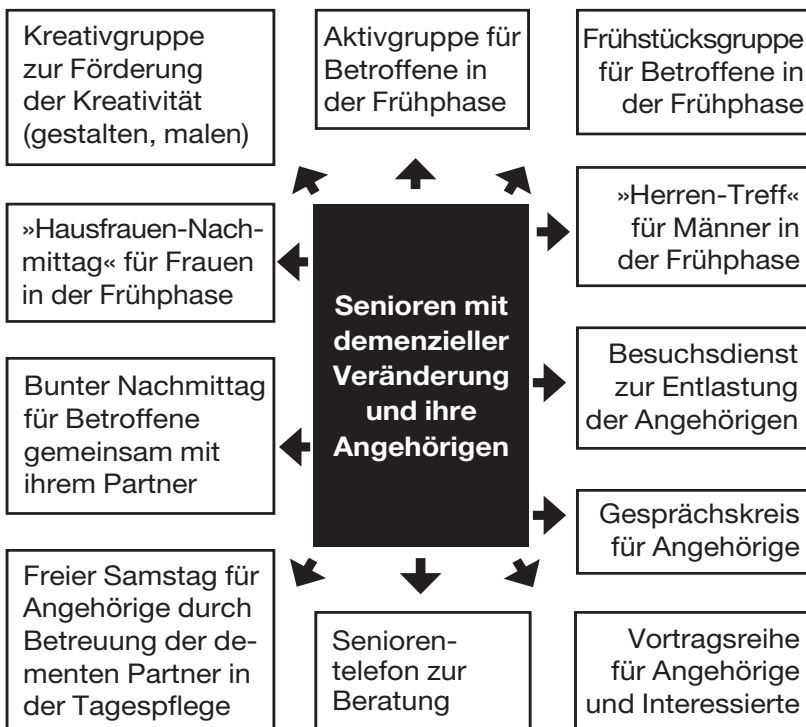 Kreativgruppe
zur Förderung
der Kreativität
(gestalten, malen)
Aktivgruppe für
Betroffene in
der Frühphase
Frühstücksgruppe
für Betroffene in
der Frühphase
»Hausfrauen-Nach-
mittag« für Frauen
in der Frühphase
Senioren mit
demenzieller
Veränderung
und ihre
Angehörigen
»Herren-Treff«
für Männer in
der Frühphase
Bunter Nachmittag
für Betroffene
gemeinsam mit
ihrem Partner
Besuchsdienst
zur Entlastung
der Angehörigen
Gesprächskreis
für Angehörige
Freier Samstag für
Angehörige durch
Betreuung der de-
menten Partner in
der Tagespflege
Senioren-
telefon zur
Beratung
Vortragsreihe
für Angehörige
und Interessierte